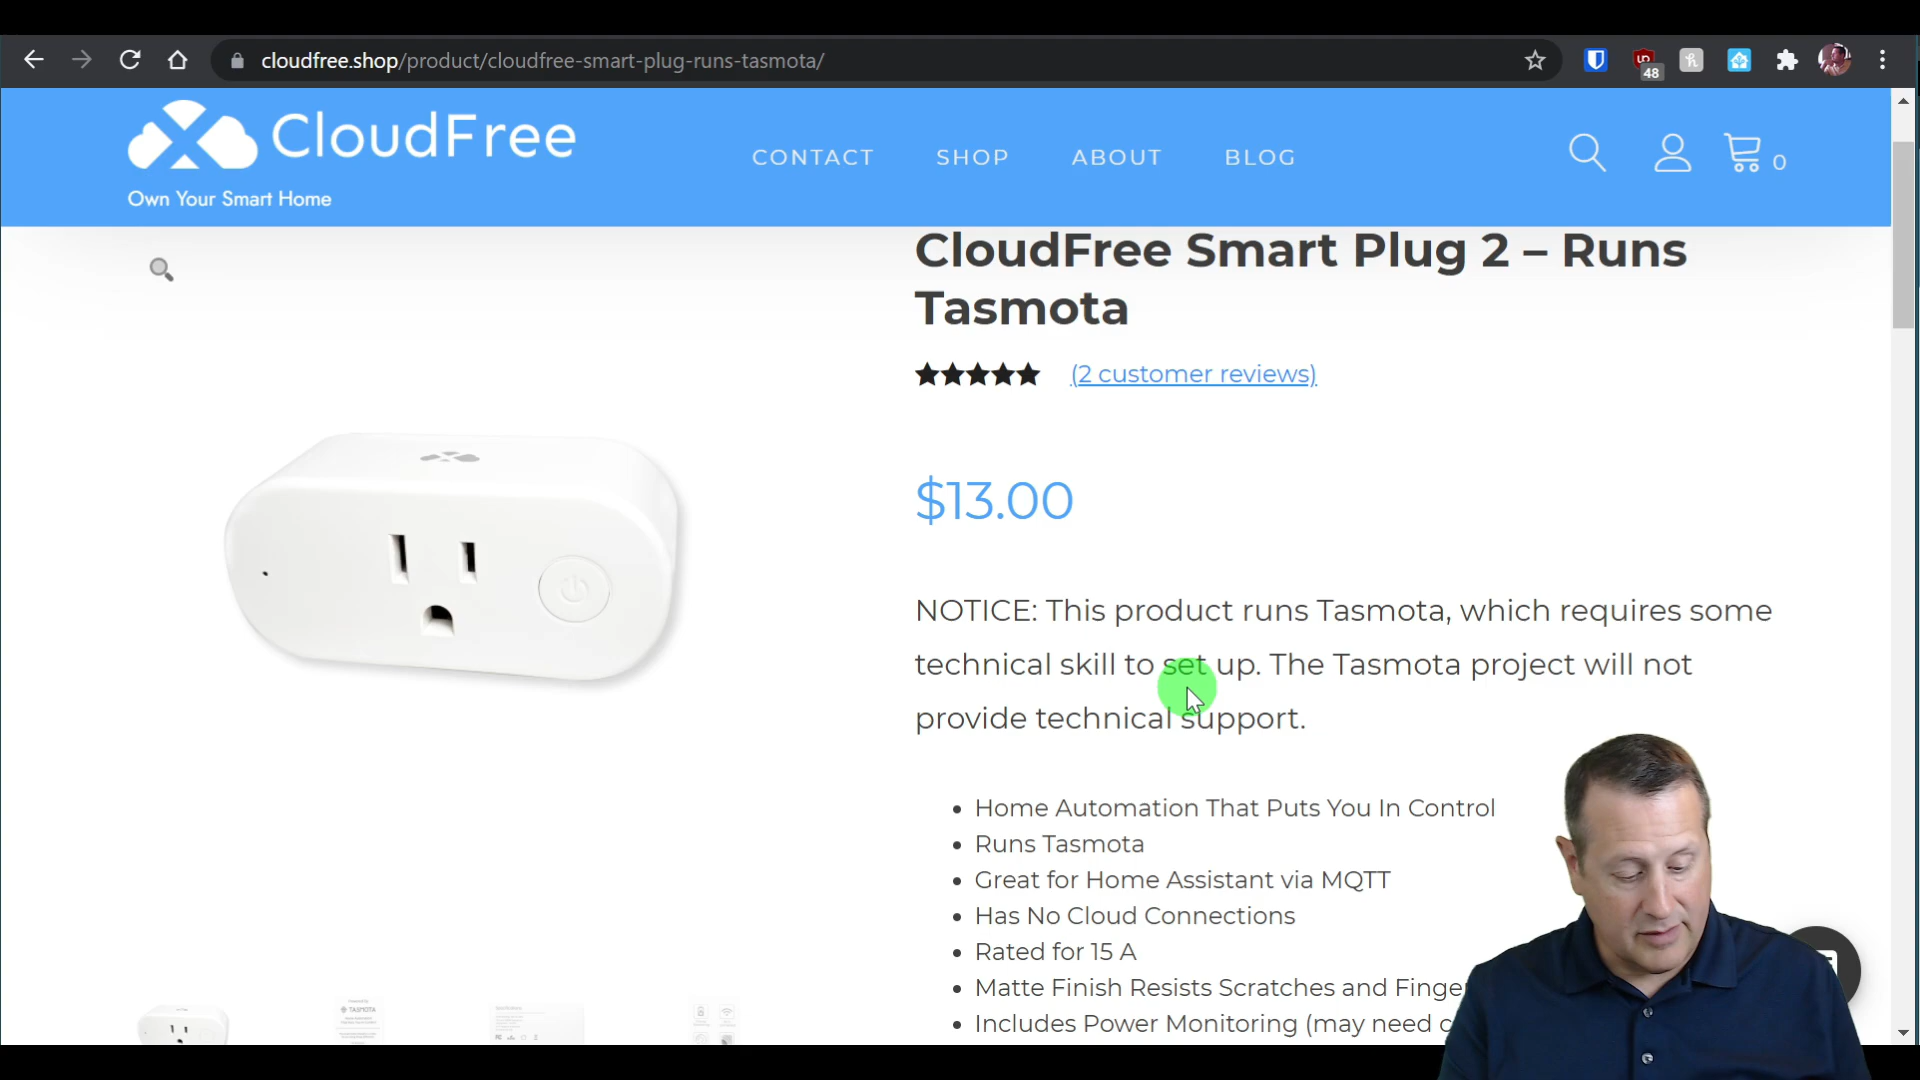 cloudfree.shop/product/cloudfree-smart-plug-runs-tasmota/
48
CloudFree
Own Your Smart Home
CONTACT
SHOP
ABOUT
BLOG
0
CloudFree Smart Plug 2 – Runs
Tasmota
(2 customer reviews)
$13.00
NOTICE: This product runs Tasmota, which requires some
technical skill to set up. The Tasmota project will not
provide technical support.
Home Automation That Puts You In Control
Runs Tasmota
Great for Home Assistant via MQTT
Has No Cloud Connections
Rated for 15 A
Matte Finish Resists Scratches and Finger
Includes Power Monitoring (may need c
TASMOTA